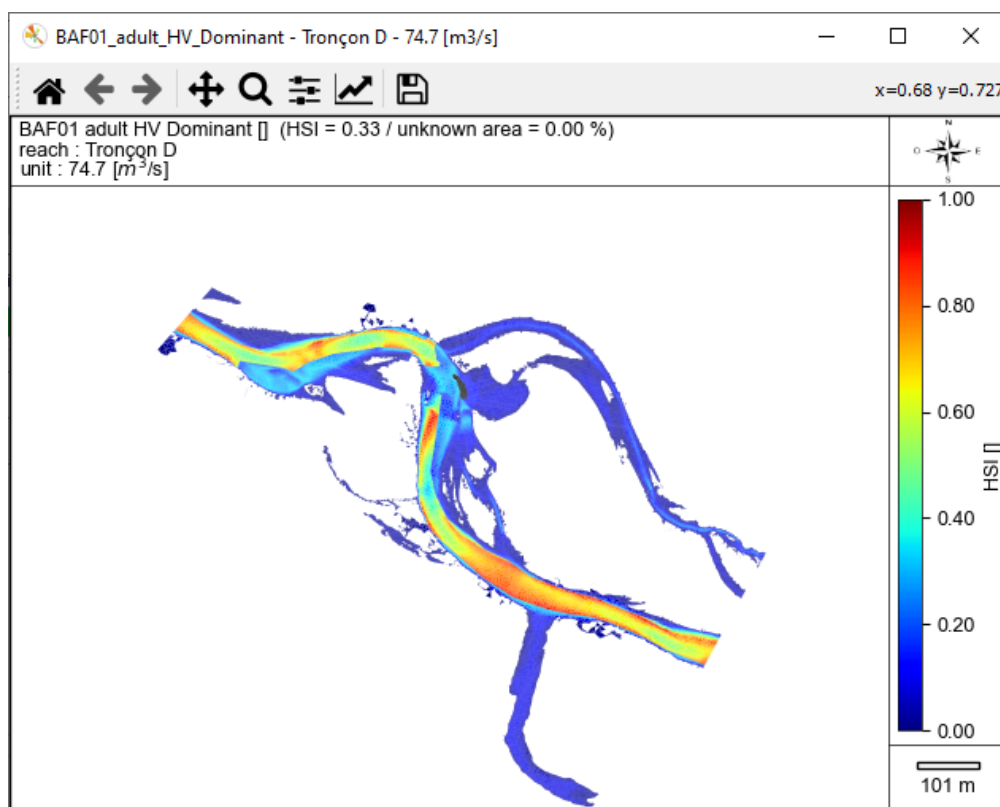 BAF01_adult_HV_Dominant - Tronçon D - 74.7 [m3/s]
x=0.68 y=0.727
BAF01 adult HV Dominant [] (HSI = 0.33 / unknown area = 0.00 %)
reach : Tronçon D
unit : 74.7 [m³/s]
N
O E
S
1.00
0.80
0.60
HSI []
0.40
0.20
0.00
101 m